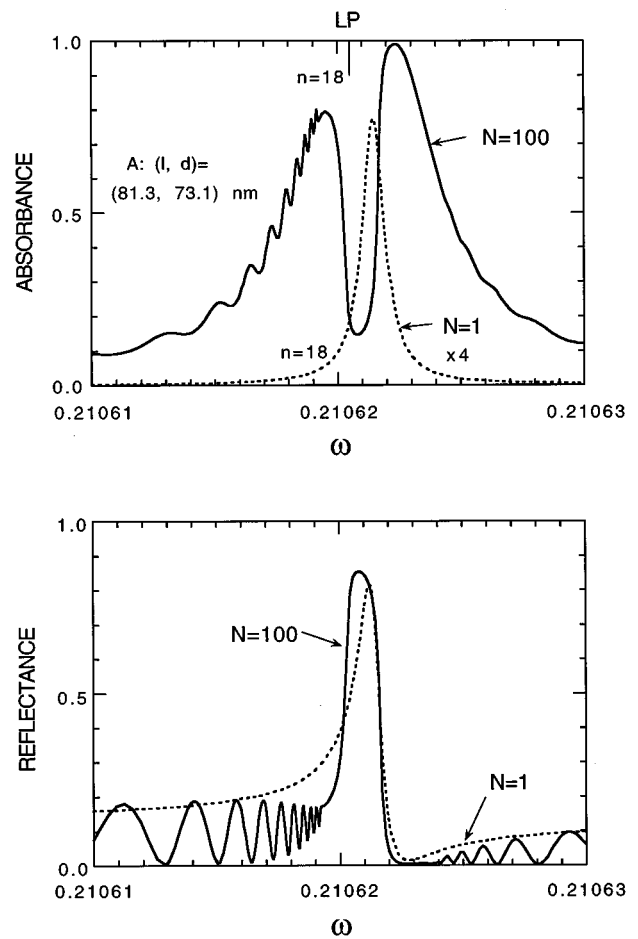 LP
1.0
n=18
N=100
A: (l, d)=
(81.3, 73.1) nm
0.5
ABSORBANCE
N=1
n=18
x4
0.0
0.21061
0.21062
0.21063
ω
1.0
N=100
REFLECTANCE
0.5
N=1
0.0
0.21061
0.21062
0.21063
ω